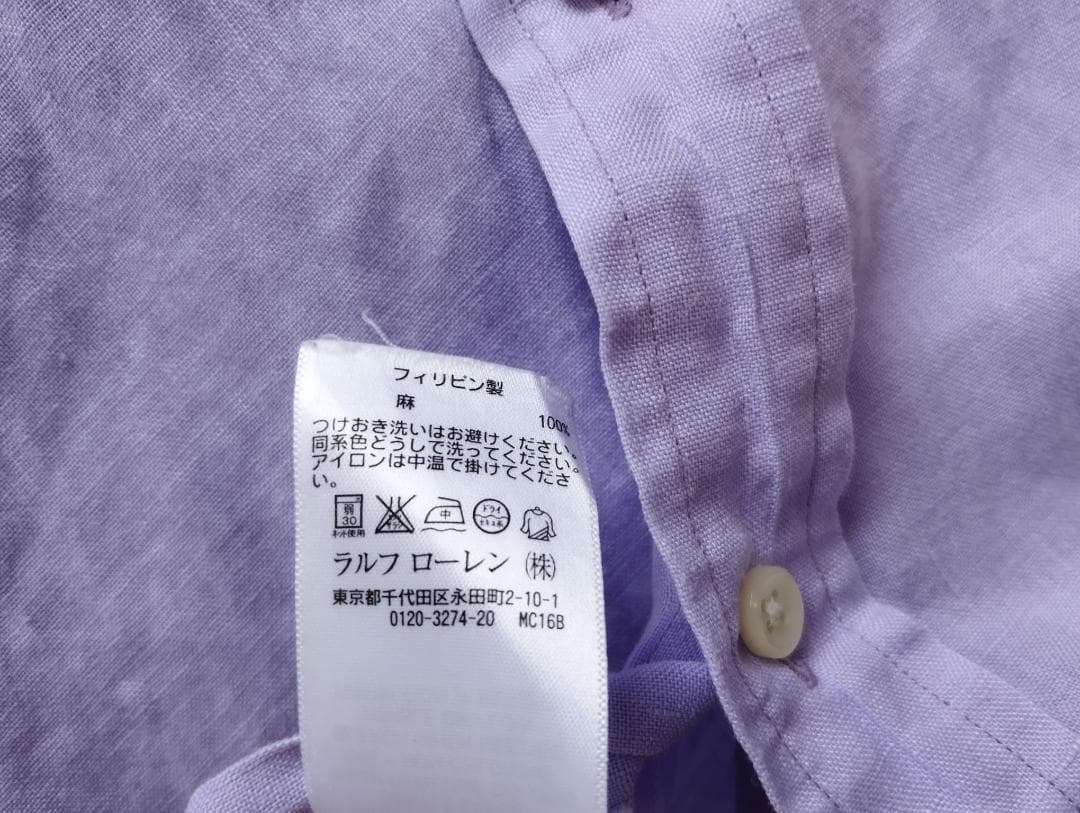 フィリピン製
麻 100%
つけおき洗いはお避けください。
同系色どうしで洗ってください。
アイロンは中温で掛けてくださ
い。
弱 中 ドライ
30 セキユ系
ネット使用
ラルフ ローレン (株)
東京都千代田区永田町2-10-1
0120-3274-20 MC16B